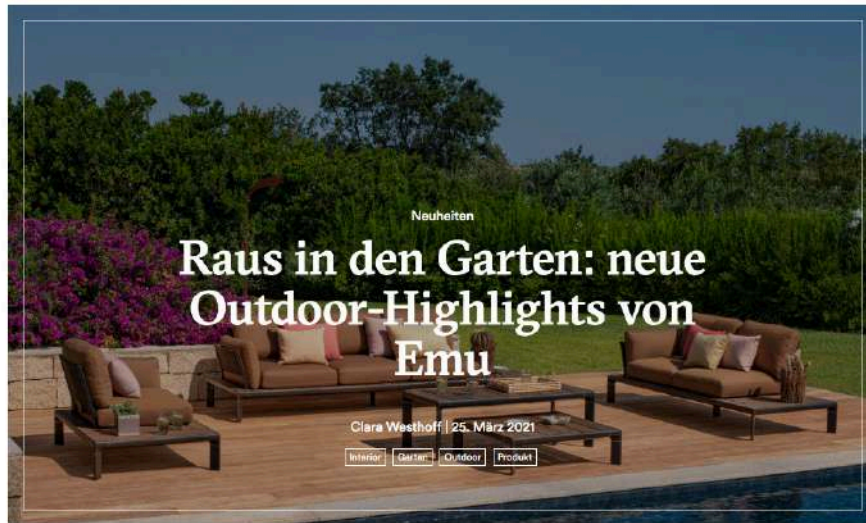 Neuheiten
Raus in den Garten: neue
Outdoor-Highlights von
Emu
Clara Westhoff | 25. März 2021
Interior Garten Outdoor Produkt